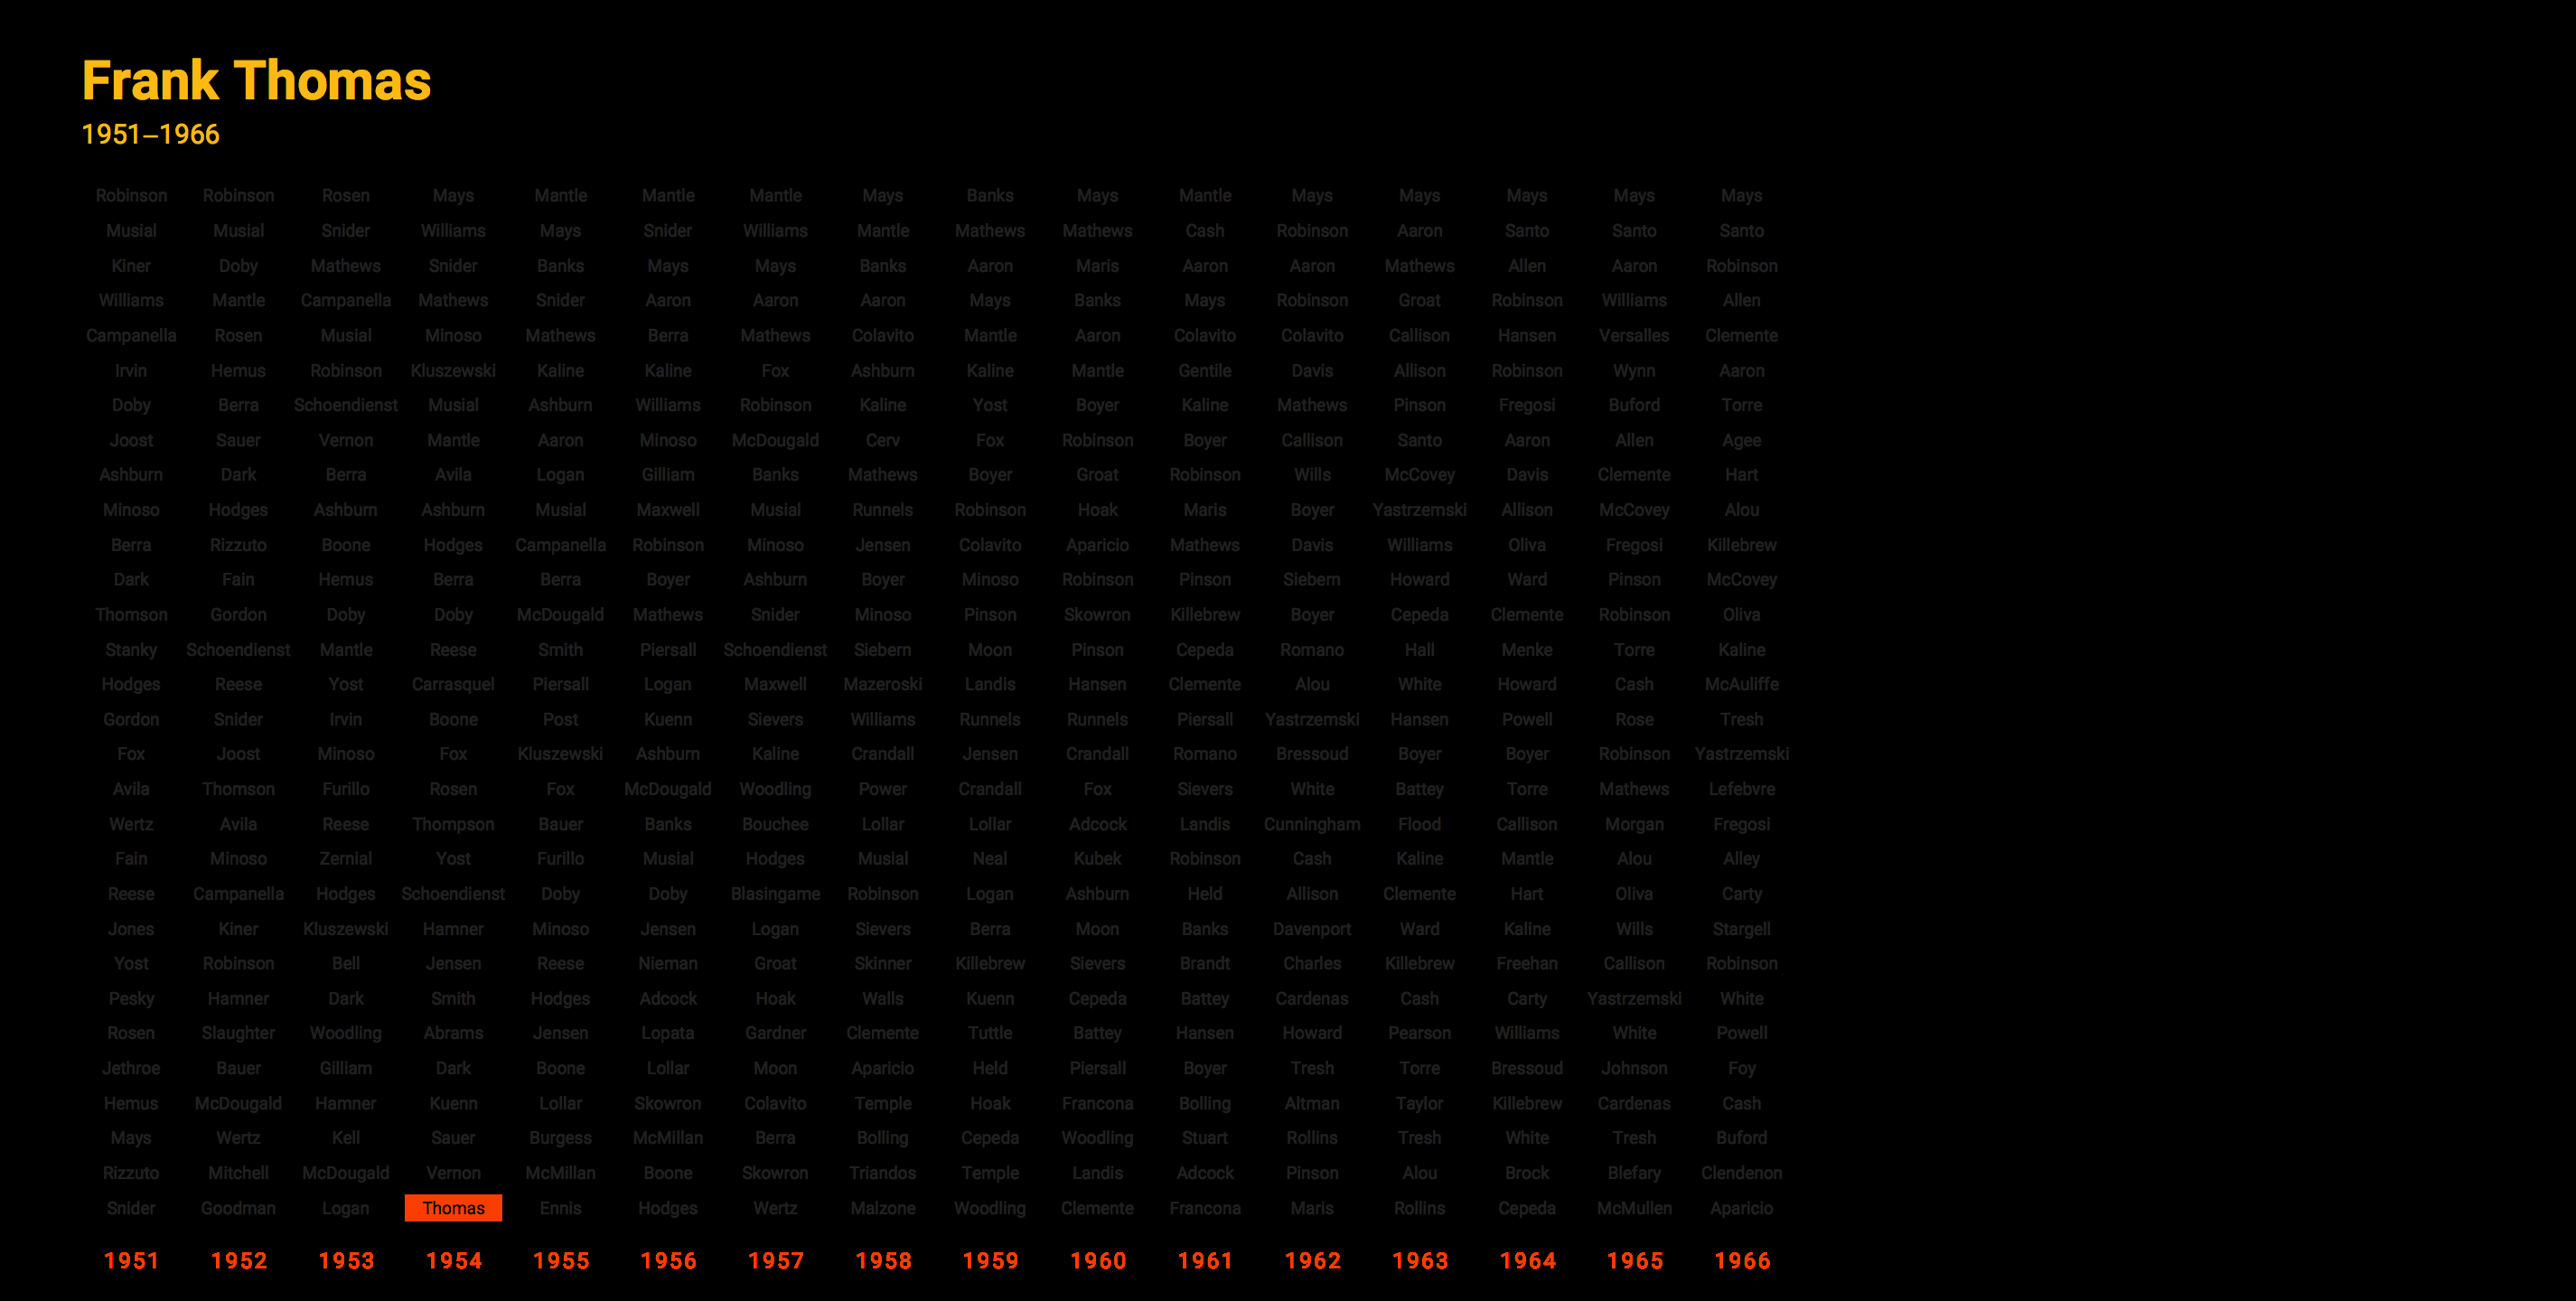 Frank Thomas
1951–1966
Robinson Robinson Rosen Mays Mantle Mantle Mantle Mays Banks Mays Mantle Mays Mays Mays Mays Mays
Musial Musial Snider Williams Mays Snider Williams Mantle Mathews Mathews Cash Robinson Aaron Santo Santo Santo
Kiner Doby Mathews Snider Banks Mays Mays Banks Aaron Maris Aaron Aaron Mathews Allen Aaron Robinson
Williams Mantle Campanella Mathews Snider Aaron Aaron Aaron Mays Banks Mays Robinson Groat Robinson Williams Allen
Campanella Rosen Musial Minoso Mathews Berra Mathews Colavito Mantle Aaron Colavito Colavito Callison Hansen Versalles Clemente
Irvin Hemus Robinson Kluszewski Kaline Kaline Fox Ashburn Kaline Mantle Gentile Davis Allison Robinson Wynn Aaron
Doby Berra Schoendienst Musial Ashburn Williams Robinson Kaline Yost Boyer Kaline Mathews Pinson Fregosi Buford Torre
Joost Sauer Vernon Mantle Aaron Minoso McDougald Cerv Fox Robinson Boyer Callison Santo Aaron Allen Agee
Ashburn Dark Berra Avila Logan Gilliam Banks Mathews Boyer Groat Robinson Wills McCovey Davis Clemente Hart
Minoso Hodges Ashburn Ashburn Musial Maxwell Musial Runnels Robinson Hoak Maris Boyer Yastrzemski Allison McCovey Alou
Berra Rizzuto Boone Hodges Campanella Robinson Minoso Jensen Colavito Aparicio Mathews Davis Williams Oliva Fregosi Killebrew
Dark Fain Hemus Berra Berra Boyer Ashburn Boyer Minoso Robinson Pinson Siebern Howard Ward Pinson McCovey
Thomson Gordon Doby Doby McDougald Mathews Snider Minoso Pinson Skowron Killebrew Boyer Cepeda Clemente Robinson Oliva
Stanky Schoendienst Mantle Reese Smith Piersall Schoendienst Siebern Moon Pinson Cepeda Romano Hall Menke Torre Kaline
Hodges Reese Yost Carrasquel Piersall Logan Maxwell Mazeroski Landis Hansen Clemente Alou White Howard Cash McAuliffe
Gordon Snider Irvin Boone Post Kuenn Sievers Williams Runnels Runnels Piersall Yastrzemski Hansen Powell Rose Tresh
Fox Joost Minoso Fox Kluszewski Ashburn Kaline Crandall Jensen Crandall Romano Bressoud Boyer Boyer Robinson Yastrzemski
Avila Thomson Furillo Rosen Fox McDougald Woodling Power Crandall Fox Sievers White Battey Torre Mathews Lefebvre
Wertz Avila Reese Thompson Bauer Banks Bouchee Lollar Lollar Adcock Landis Cunningham Flood Callison Morgan Fregosi
Fain Minoso Zernial Yost Furillo Musial Hodges Musial Neal Kubek Robinson Cash Kaline Mantle Alou Alley
Reese Campanella Hodges Schoendienst Doby Doby Blasingame Robinson Logan Ashburn Held Allison Clemente Hart Oliva Carty
Jones Kiner Kluszewski Hamner Minoso Jensen Logan Sievers Berra Moon Banks Davenport Ward Kaline Wills Stargell
Yost Robinson Bell Jensen Reese Nieman Groat Skinner Killebrew Sievers Brandt Charles Killebrew Freehan Callison Robinson
Pesky Hamner Dark Smith Hodges Adcock Hoak Walls Kuenn Cepeda Battey Cardenas Cash Carty Yastrzemski White
Rosen Slaughter Woodling Abrams Jensen Lopata Gardner Clemente Tuttle Battey Hansen Howard Pearson Williams White Powell
Jethroe Bauer Gilliam Dark Boone Lollar Moon Aparicio Held Piersall Boyer Tresh Torre Bressoud Johnson Foy
Hemus McDougald Hamner Kuenn Lollar Skowron Colavito Temple Hoak Francona Bolling Altman Taylor Killebrew Cardenas Cash
Mays Wertz Kell Sauer Burgess McMillan Berra Bolling Cepeda Woodling Stuart Rollins Tresh White Tresh Buford
Rizzuto Mitchell McDougald Vernon McMillan Boone Skowron Triandos Temple Landis Adcock Pinson Alou Brock Blefary Clendenon
Snider Goodman Logan Thomas Ennis Hodges Wertz Malzone Woodling Clemente Francona Maris Rollins Cepeda McMullen Aparicio
1951 1952 1953 1954 1955 1956 1957 1958 1959 1960 1961 1962 1963 1964 1965 1966